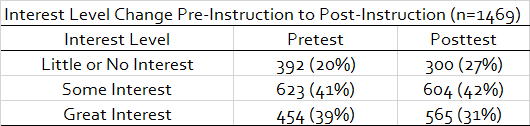 Interest Level Change Pre-Instruction to Post-Instruction (n=1469)
Interest Level Pretest Posttest
Little or No Interest 392 (20%) 300 (27%)
Some Interest 623 (41%) 604 (42%)
Great Interest 454 (39%) 565 (31%)